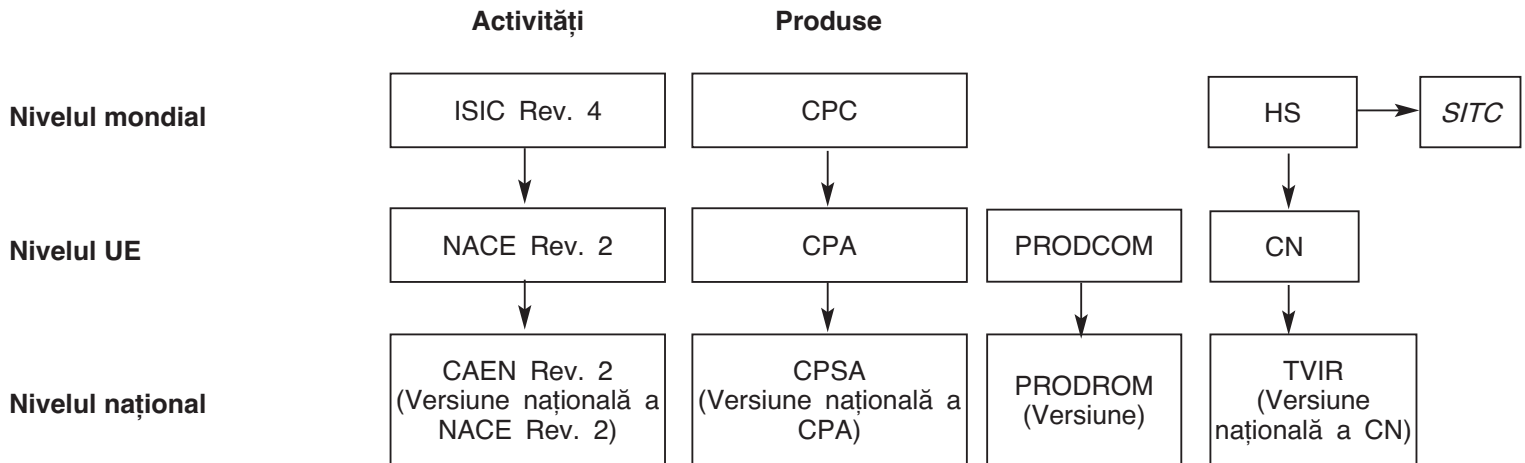 Activități Produse
Nivelul mondial ISIC Rev. 4 CPC HS SITC
Nivelul UE NACE Rev. 2 CPA PRODCOM CN
Nivelul național
CAEN Rev. 2
(Versiune națională a
NACE Rev. 2)
CPSA
(Versiune națională a
CPA)
PRODROM
(Versiune)
TVIR
(Versiune
națională a CN)